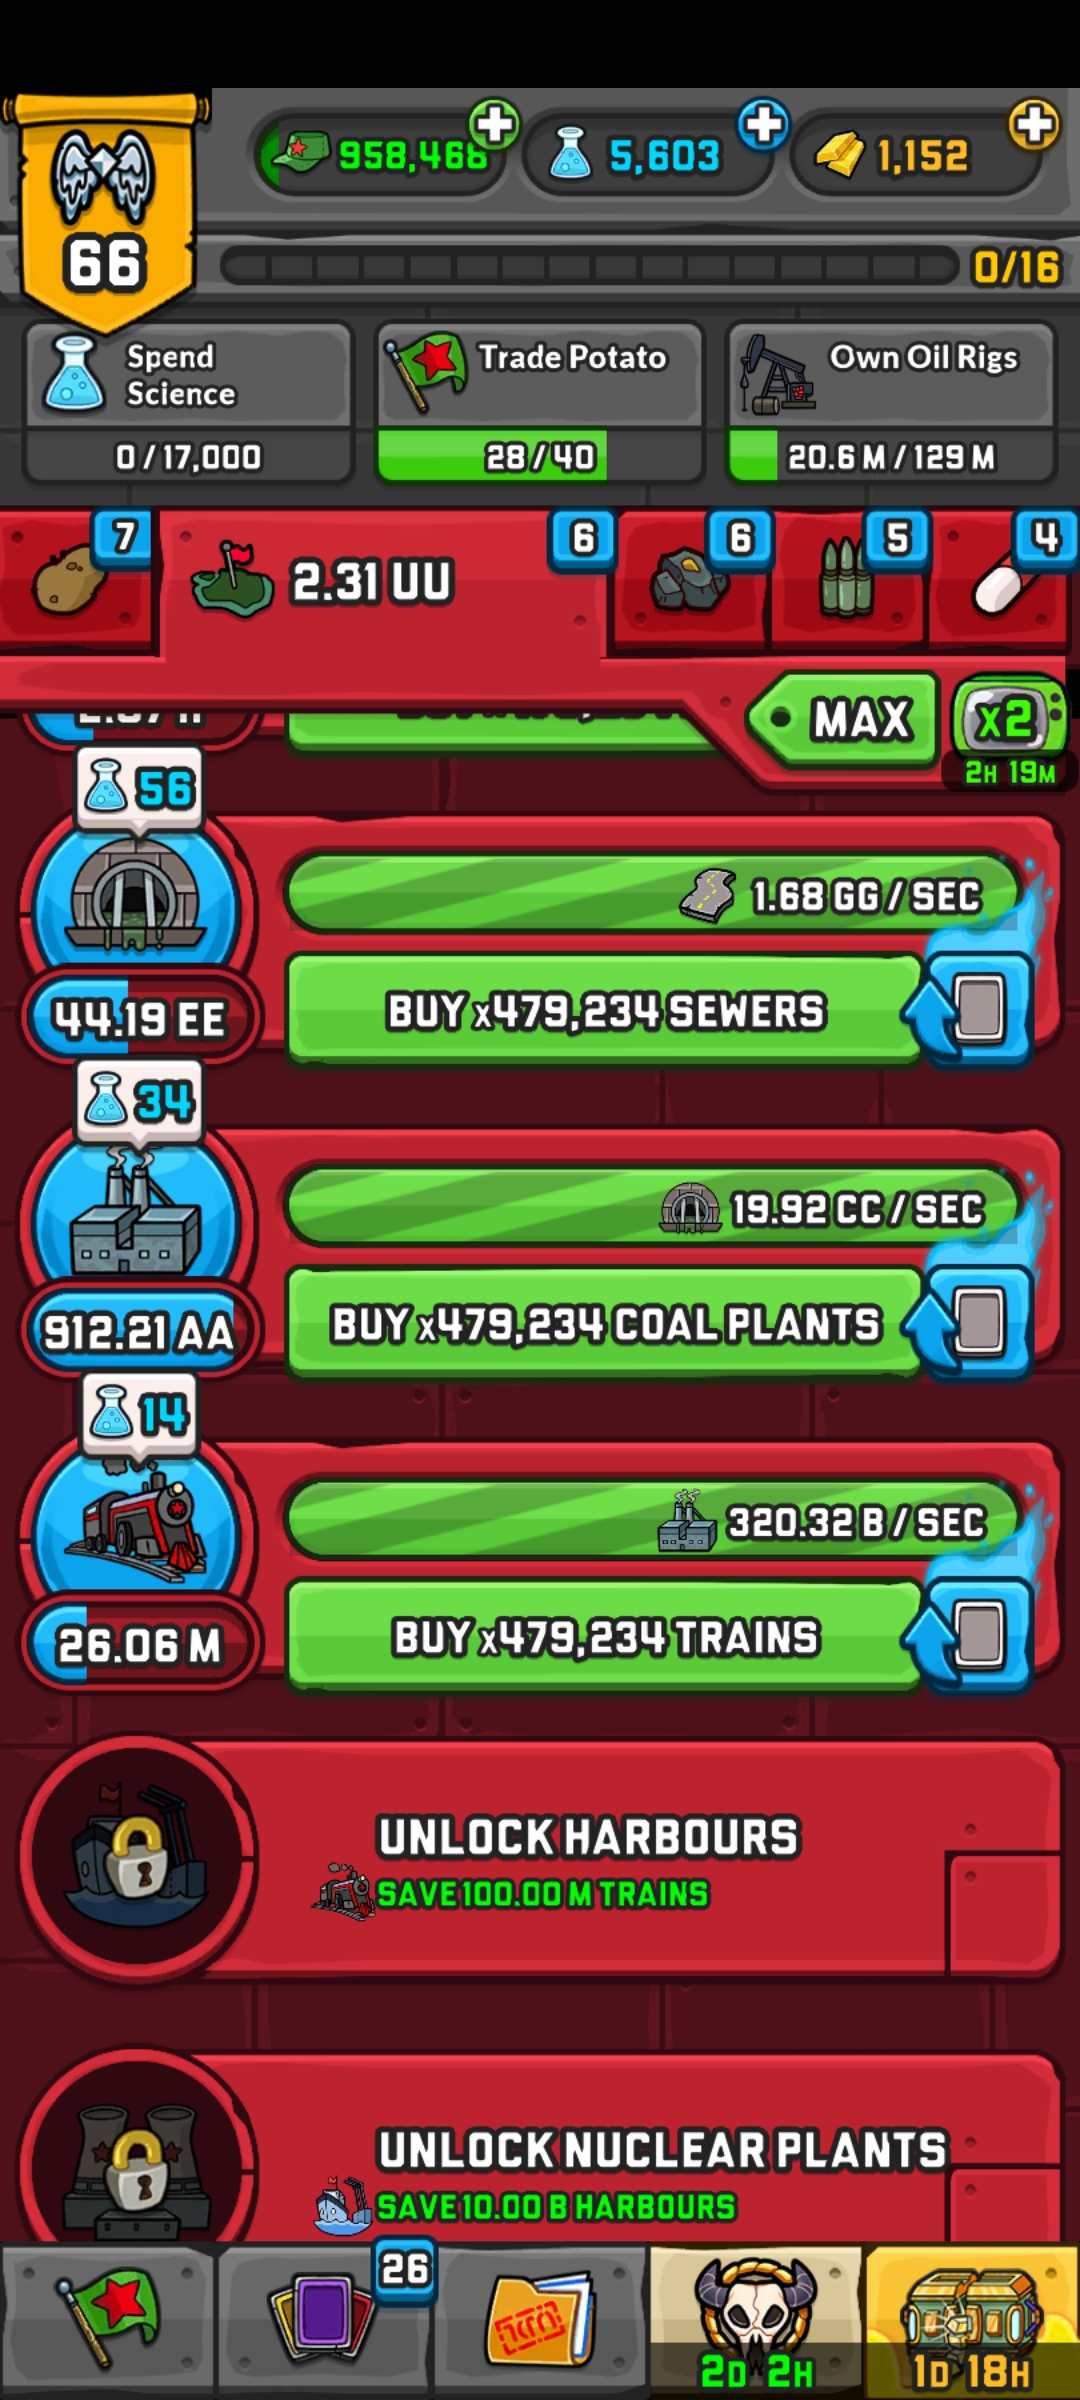 958,468
5,603
1,152
66
0/16
Spend
Science
0/17,000
Trade Potato
28/40
Own Oil Rigs
20.6 M/129 M
7
2.31 UU
6
6
5
4
MAX
x2
2H 19M
56
1.68 GG/SEC
44.19 EE
BUY x479,234 SEWERS
34
19.92 CC/SEC
912.21 AA
BUY x479,234 COAL PLANTS
14
320.32 B/SEC
26.06 M
BUY x479,234 TRAINS
UNLOCK HARBOURS
SAVE 100.00 M TRAINS
UNLOCK NUCLEAR PLANTS
SAVE 10.00 B HARBOURS
26
2D 2H
1D 18H